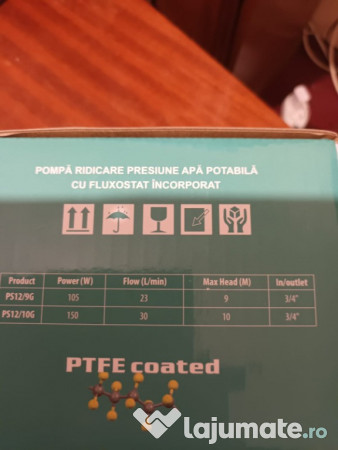 POMPĂ RIDICARE PRESIUNE APĂ POTABILĂ
CU FLUXOSTAT ÎNCORPORAT
Product Power (W) Flow (L/min) Max Head (M) In/outlet
PS12/9G 105 23 9 3/4"
PS12/10G 150 30 10 3/4"
PTFE coated
lajumate.ro